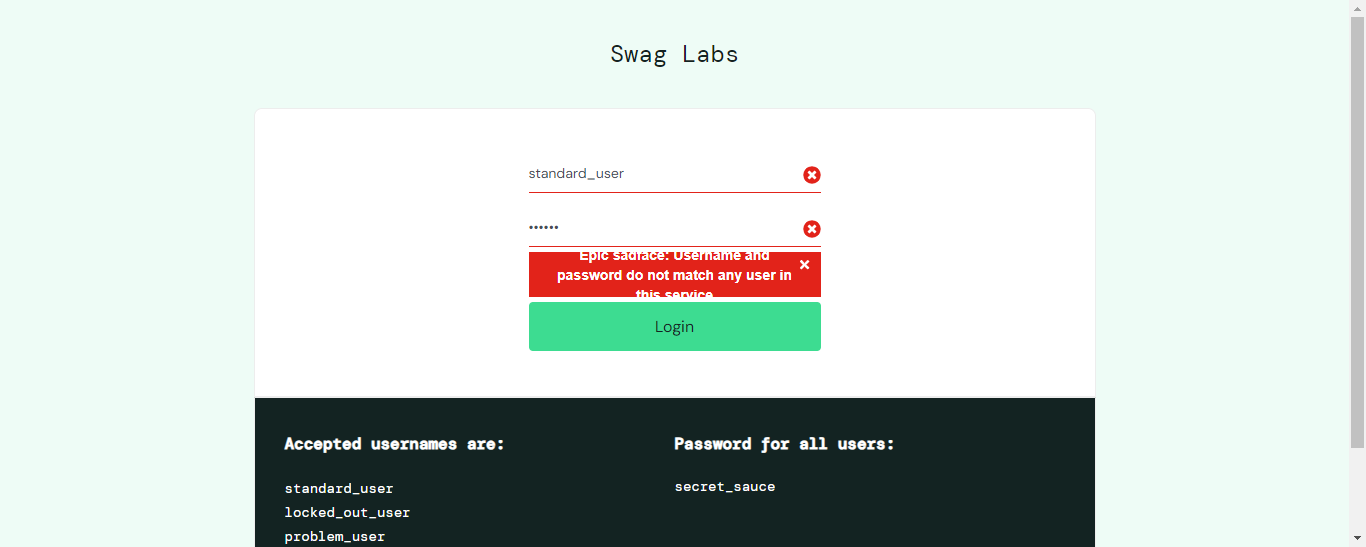 Swag Labs
standard_user
••••••
Epic sadface: Username and
password do not match any user in
this service
Login
Accepted usernames are:
standard_user
locked_out_user
problem_user
Password for all users:
secret_sauce